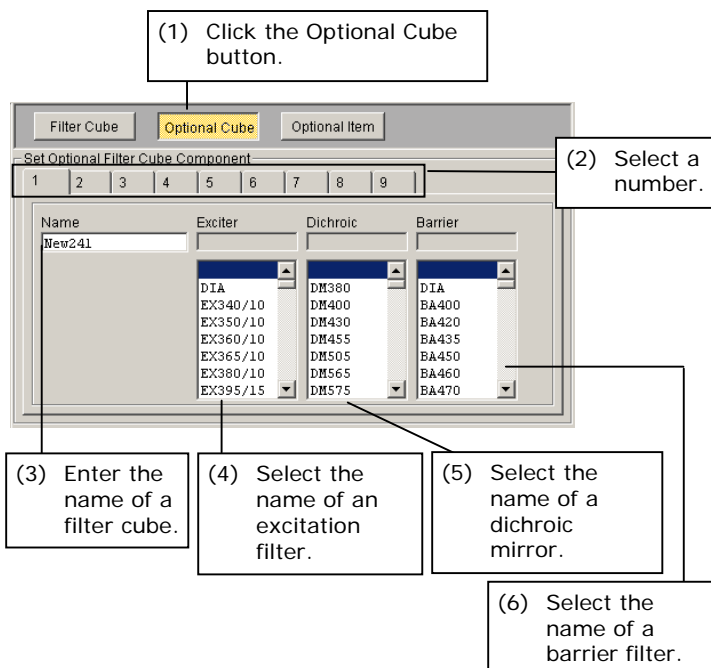 (1) Click the Optional Cube
button.
Filter Cube Optional Cube Optional Item
Set Optional Filter Cube Component
1 2 3 4 5 6 7 8 9
(2) Select a
number.
Name Exciter Dichroic Barrier
New241
DIA DM380 DIA
EX340/10 DM400 BA400
EX350/10 DM430 BA420
EX360/10 DM455 BA435
EX365/10 DM505 BA450
EX380/10 DM565 BA460
EX395/15 DM575 BA470
(3) Enter the
name of a
filter cube.
(4) Select the
name of an
excitation
filter.
(5) Select the
name of a
dichroic
mirror.
(6) Select the
name of a
barrier filter.